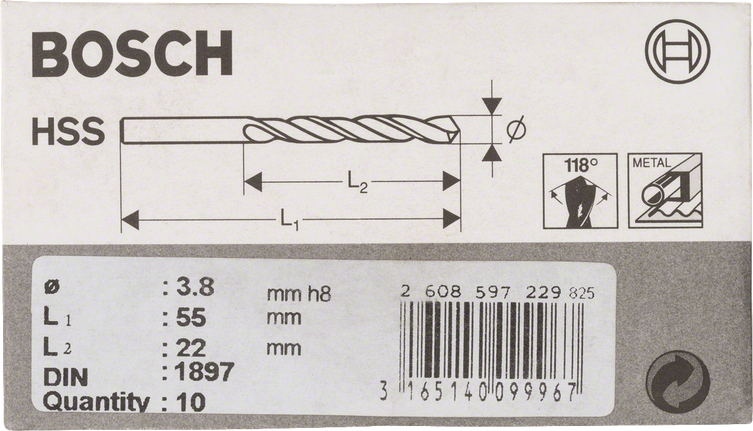 BOSCH
HSS
Ø
118°
METAL
L2
L1
ø : 3.8 mm h8
L 1 : 55 mm
L 2 : 22 mm
DIN : 1897
Quantity : 10
2 608 597 229 825
3 165140 099967